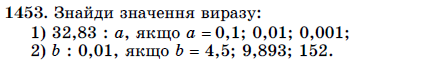 1453. Знайди значення виразу:
1) 32,83 : a, якщо a = 0,1; 0,01; 0,001;
2) b : 0,01, якщо b = 4,5; 9,893; 152.